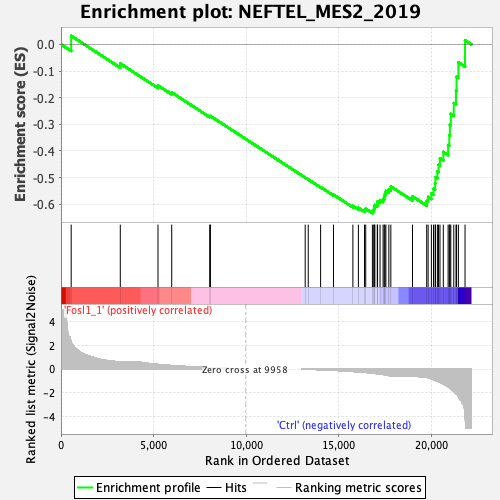 Enrichment plot: NEFTEL_MES2_2019
Enrichment score (ES)
0.0
-0.1
-0.2
-0.3
-0.4
-0.5
-0.6
'Fosl1_1' (positively correlated)
Ranked list metric (Signal2Noise)
4
2
0
-2
-4
Zero cross at 9958
'Ctrl' (negatively correlated)
0
5,000
10,000
15,000
20,000
Rank in Ordered Dataset
Enrichment profile
Hits
Ranking metric scores